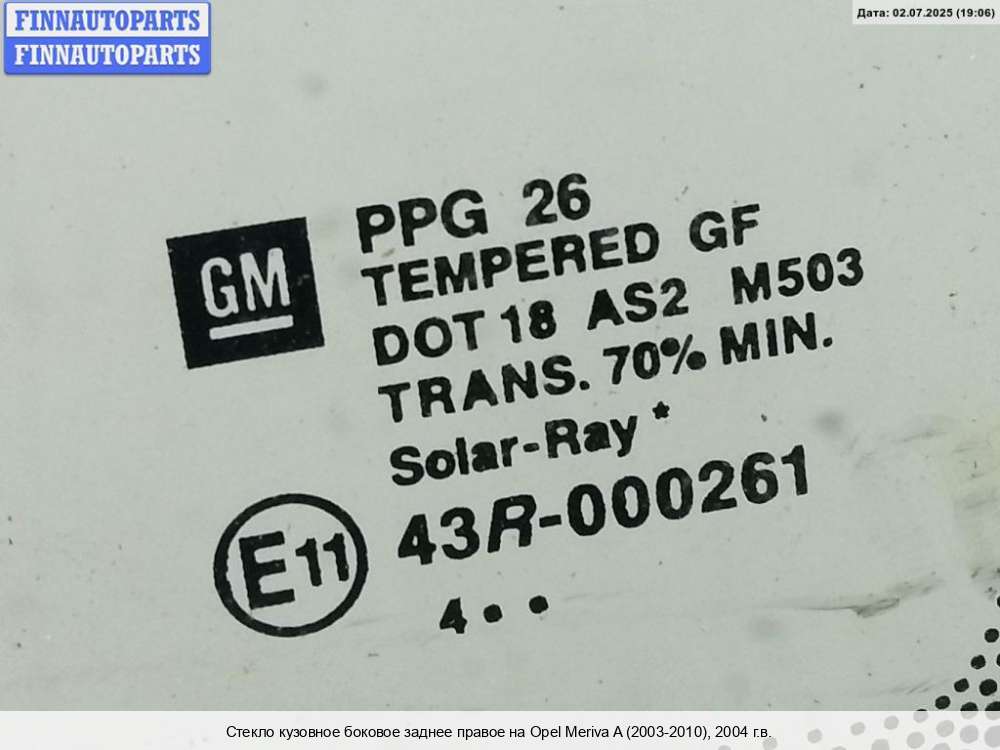 FINNAUTOPARTS
FINNAUTOPARTS
Дата: 02.07.2025 (19:06)
GM
PPG 26
TEMPERED GF
DOT 18 AS2 M503
TRANS. 70% MIN.
Solar-Ray *
E11 43R-000261
4 • •
Стекло кузовное боковое заднее правое на Opel Meriva A (2003-2010), 2004 г.в.